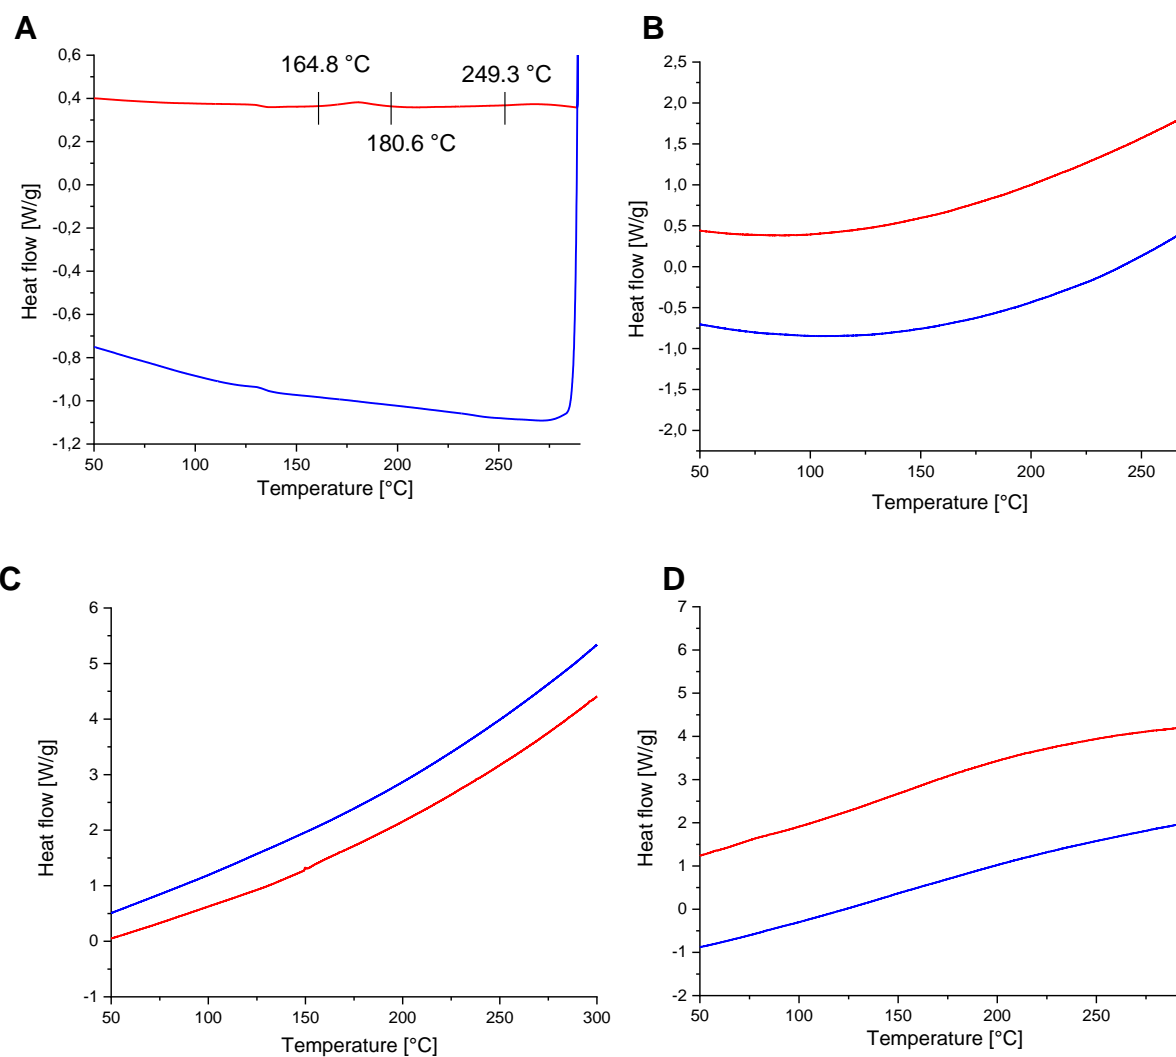 A
0,6
0,4
0,2
0,0
-0,2
-0,4
-0,6
-0,8
-1,0
-1,2
Heat flow [W/g]
164.8 °C
249.3 °C
180.6 °C
50 100 150 200 250
Temperature [°C]
B
2,5
2,0
1,5
1,0
0,5
0,0
-0,5
-1,0
-1,5
-2,0
Heat flow [W/g]
50 100 150 200 250
Temperature [°C]
C
6
5
4
3
2
1
0
-1
Heat flow [W/g]
50 100 150 200 250 300
Temperature [°C]
D
7
6
5
4
3
2
1
0
-1
-2
Heat flow [W/g]
50 100 150 200 250
Temperature [°C]